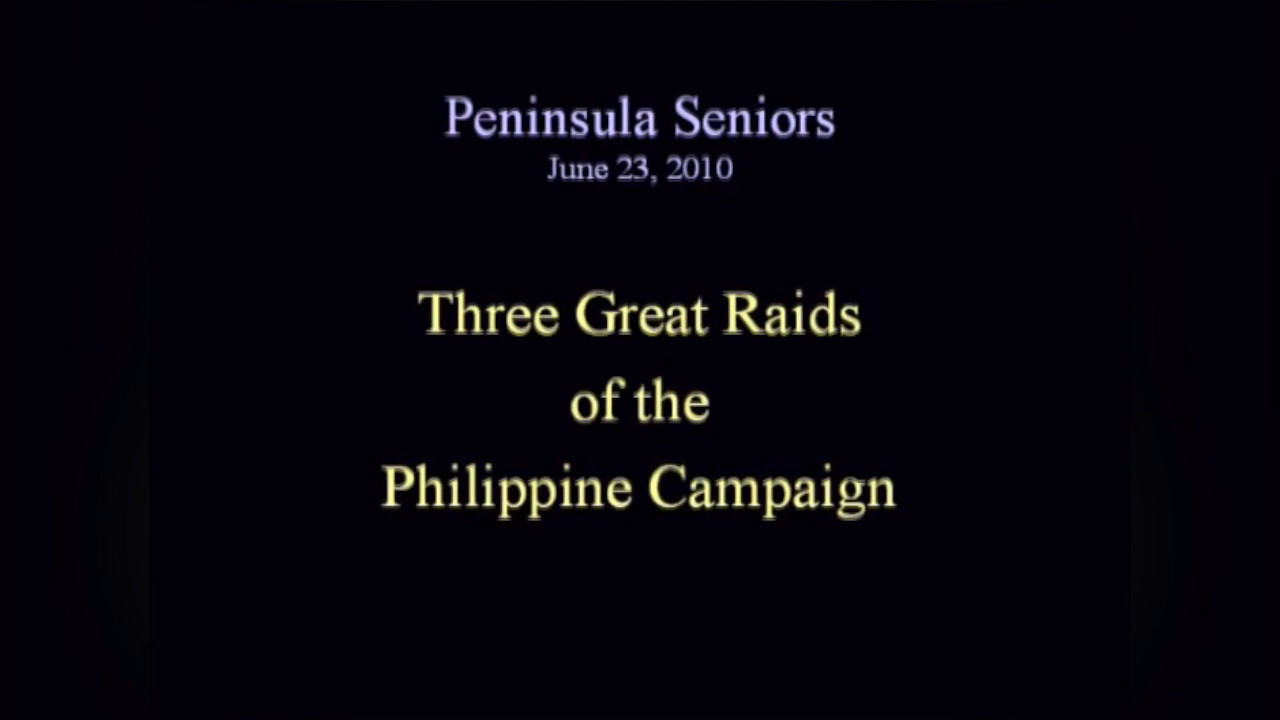 Peninsula Seniors
June 23, 2010
Three Great Raids
of the
Philippine Campaign